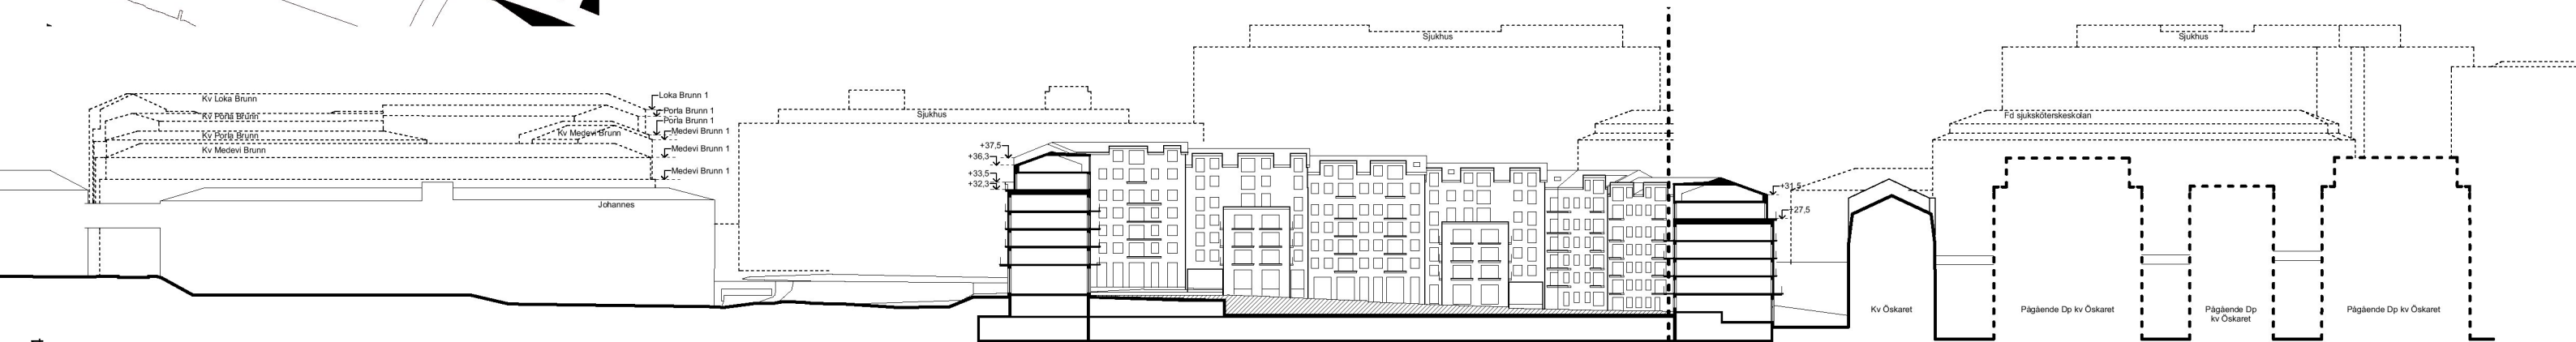 Sjukhus
Sjukhus
Kv Loka Brunn
Loka Brunn 1
Porla Brunn 1
Kv Porla Brunn
Porla Brunn 1
Sjukhus
Fd sjuksköterskeskolan
Kv Medevi Brunn
Medevi Brunn 1
Kv Porla Brunn
Kv Medevi Brunn
Medevi Brunn 1
+37,5
+36,3
Medevi Brunn 1
+33,5
+32,3
+31,5
Johannes
+27,5
Kv Öskaret
Pågående Dp kv Öskaret
Pågående Dp
kv Öskaret
Pågående Dp kv Öskaret